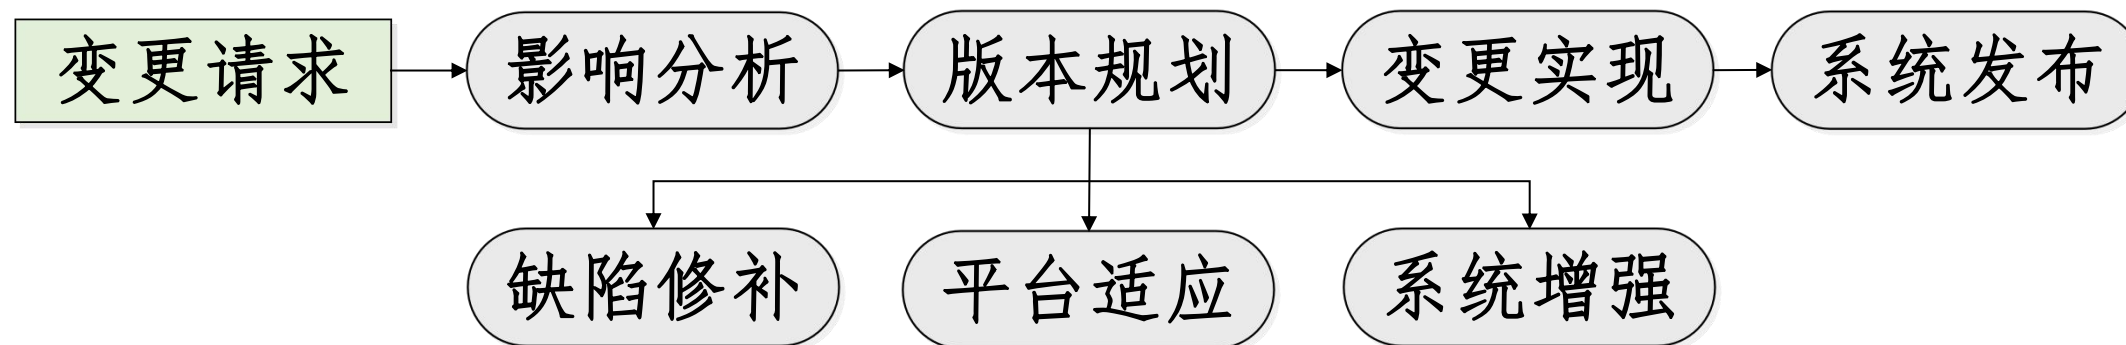 变更请求
影响分析
版本规划
变更实现
系统发布
缺陷修补
平台适应
系统增强